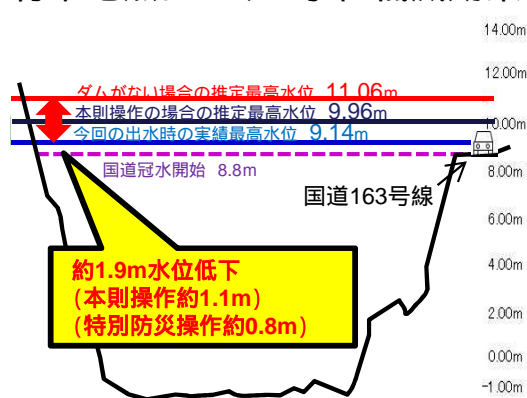 14.00m
12.00m
ダムがない場合の推定最高水位 11.06m
本則操作の場合の推定最高水位 9.96m
10.00m
今回の出水時の実績最高水位 9.14m
国道冠水開始 8.8m
8.00m
国道163号線
6.00m
約1.9m水位低下
(本則操作約1.1m)
(特別防災操作約0.8m)
4.00m
2.00m
0.00m
-1.00m